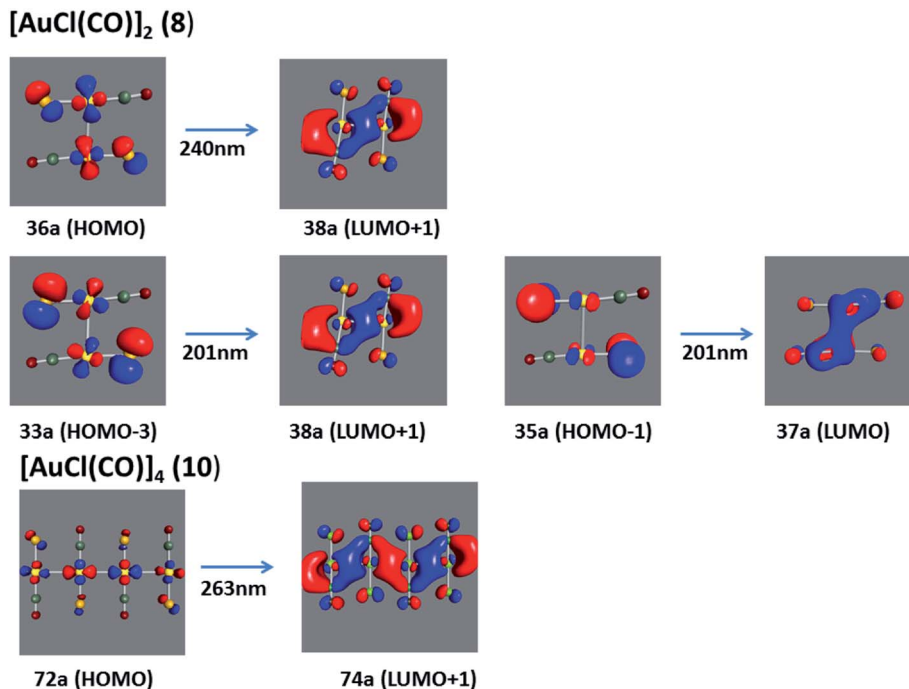 [AuCl(CO)]₂ (8)
240nm
36a (HOMO)
38a (LUMO+1)
201nm
201nm
33a (HOMO-3)
38a (LUMO+1)
35a (HOMO-1)
37a (LUMO)
[AuCl(CO)]₄ (10)
263nm
72a (HOMO)
74a (LUMO+1)